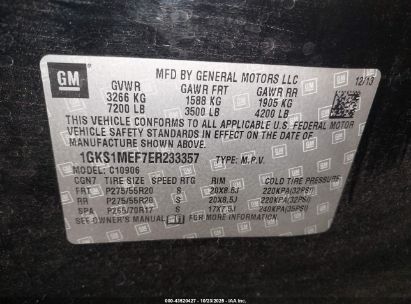 GM
MFD BY GENERAL MOTORS LLC
12/13
GVWR GAWR FRT GAWR RR
3266 KG 1588 KG 1905 KG
7200 LB 3500 LB 4200 LB
THIS VEHICLE CONFORMS TO ALL APPLICABLE U.S. FEDERAL MOTOR
VEHICLE SAFETY, BUMPER, AND THEFT PREVENTION
STANDARDS IN EFFECT ON THE DATE OF
MANUFACTURE SHOWN ABOVE.
1GKS1MEF7ER233357 TYPE: M.P.V.
MODEL: C10906
CGN7 TIRE SIZE SPEED RTG RIM COLD TIRE PRESSURE
FRT P275/55R20 S 20X8.5J 220KPA(32PSI)
RR P275/55R20 S 20X8.5J 220KPA(32PSI)
SPA P265/70R17 S 17X7.5J 240KPA(35PSI)
SEE OWNER'S MANUAL